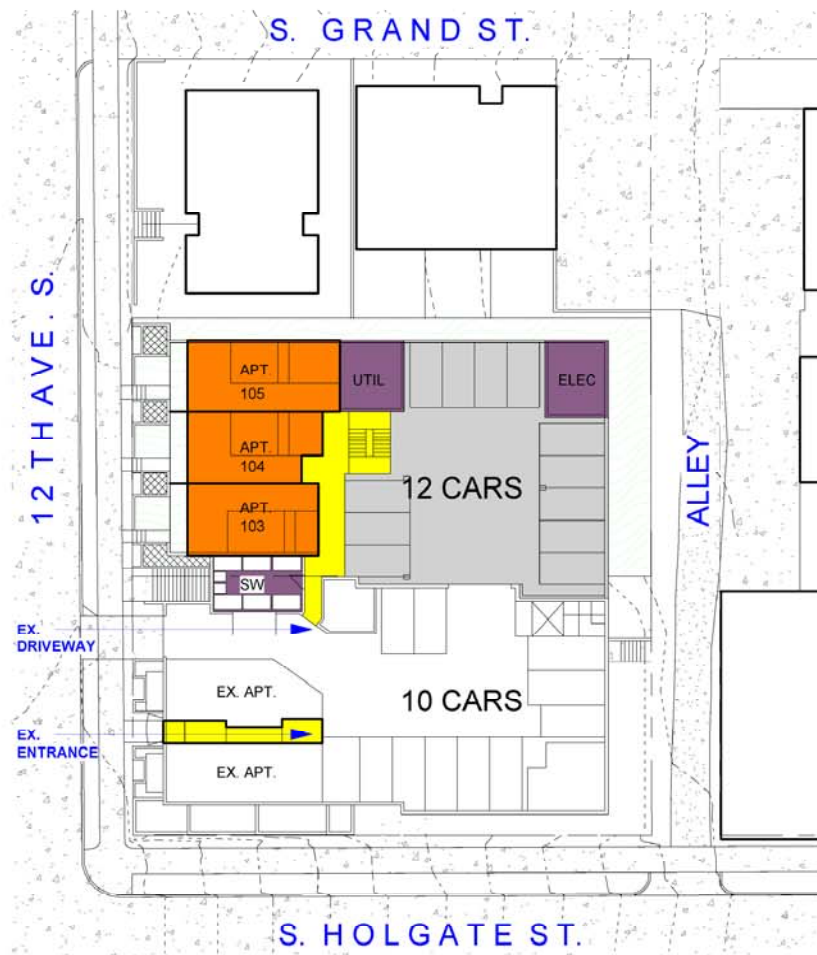 S. GRAND ST.
12TH AVE. S.
APT.
105
UTIL
ELEC
APT.
104
12 CARS
ALLEY
APT.
103
SW
EX.
DRIVEWAY
EX. APT.
10 CARS
EX.
ENTRANCE
EX. APT.
S. HOLGATE ST.